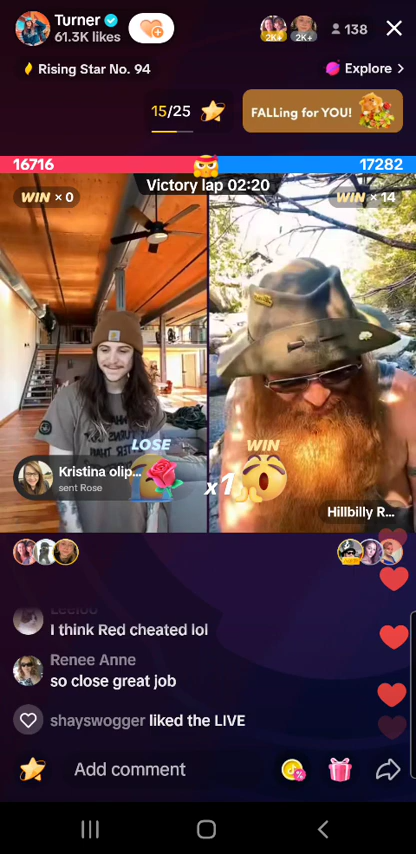 Turner
61.3K likes
2K+
2K+
138
Rising Star No. 94
Explore >
15/25
FALLing for YOU!
16716
17282
Victory lap 02:20
WIN × 0
WIN × 14
LOSE
WIN
Kristina olip...
sent Rose
x1
Hillbilly R...
Leelou
I think Red cheated lol
Renee Anne
so close great job
shayswogger liked the LIVE
Add comment